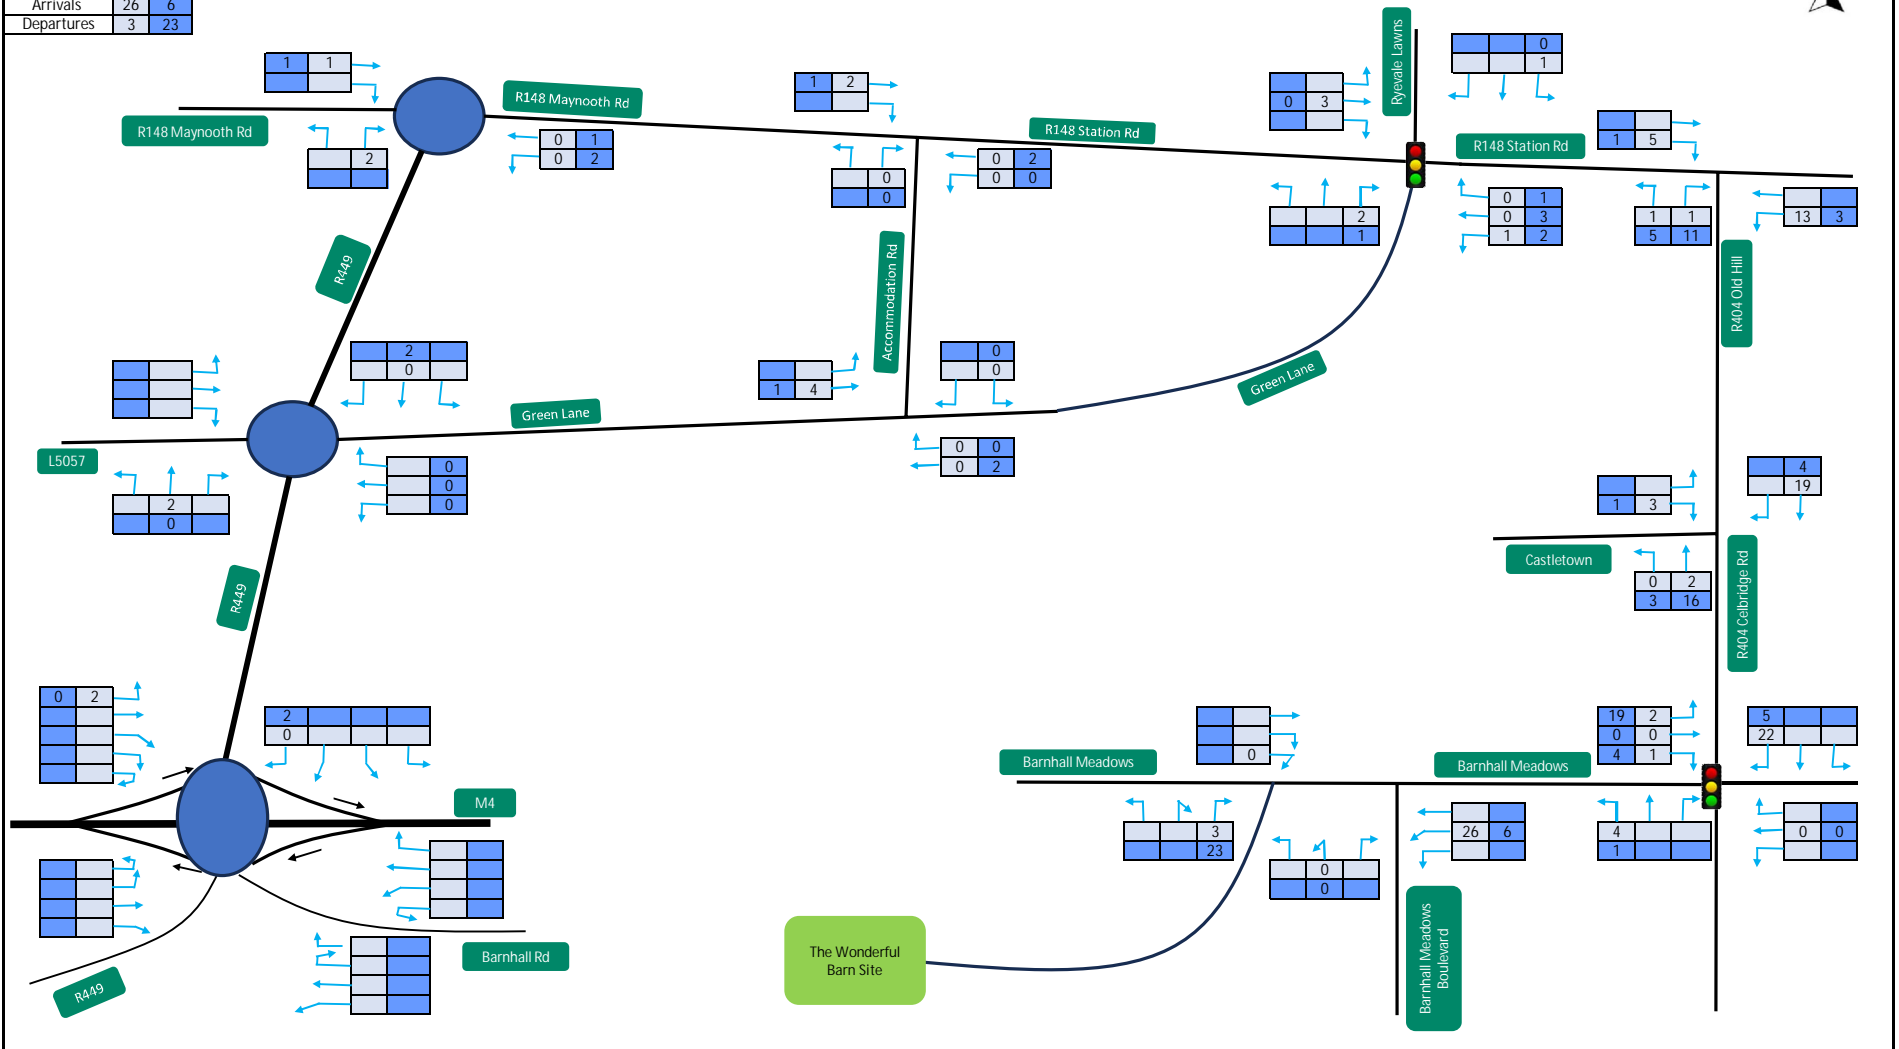 Arrivals 26 6
Departures 3 23
1 1
R148 Maynooth Rd
R148 Maynooth Rd
2
0 1
0 2
1 2
R148 Station Rd
0
0
0 2
0 0
Ryevale Lawns
0 3
0
1
R148 Station Rd
1 5
2
1
0 1
0 3
1 2
1 1
5 11
13 3
R449
Accommodation Rd
R404 Old Hill
2
0
Green Lane
L5057
2
0
0
0
0
1 4
0
0
Green Lane
0 0
0 2
1 3
4
19
Castletown
0 2
3 16
R404 Celbridge Rd
R449
0 2
2
0
M4
Barnhall Rd
R449
Barnhall Meadows
0
Barnhall Meadows
19 2
0 0
4 1
5
22
3
23
0
0
26 6
4
1
0 0
The Wonderful
Barn Site
Barnhall Meadows
Boulevard